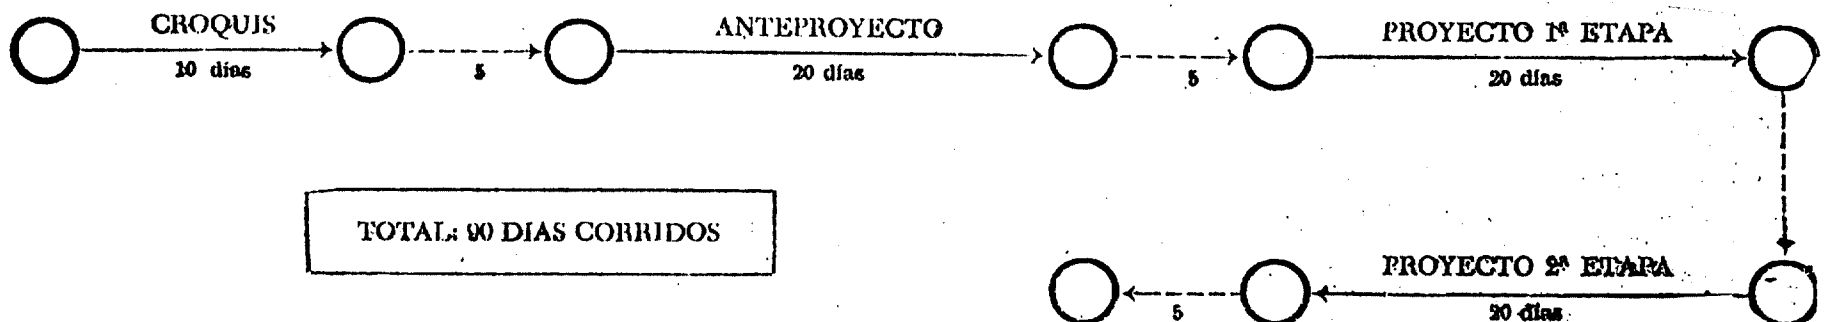 CROQUIS
10 días
5
ANTEPROYECTO
20 días
5
PROYECTO 1ª ETAPA
20 días
TOTAL: 90 DIAS CORRIDOS
PROYECTO 2ª ETAPA
20 días
5